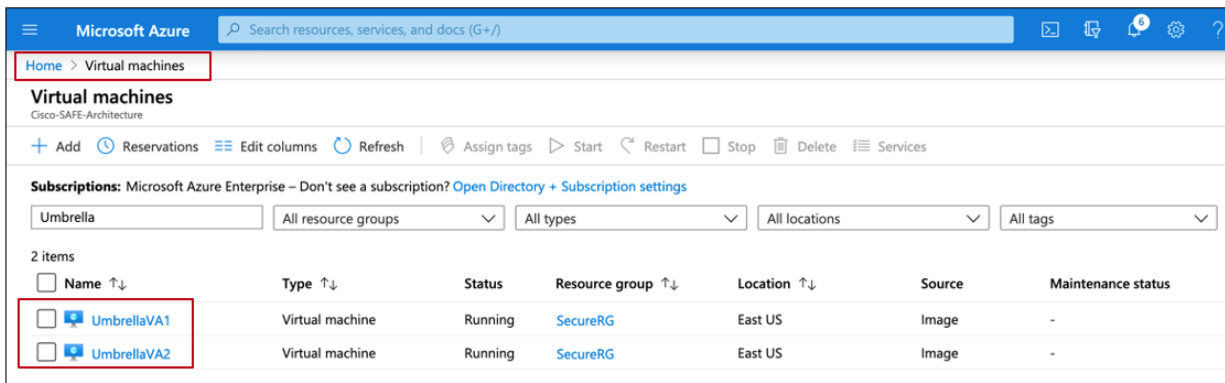 Microsoft Azure Search resources, services, and docs (G+/) 6 ?
Home > Virtual machines
Virtual machines
Cisco-SAFE-Architecture
+ Add Reservations Edit columns Refresh Assign tags Start Restart Stop Delete Services
Subscriptions: Microsoft Azure Enterprise – Don't see a subscription? Open Directory + Subscription settings
Umbrella All resource groups All types All locations All tags
2 items
Name ↑↓ Type ↑↓ Status Resource group ↑↓ Location ↑↓ Source Maintenance status
UmbrellaVA1 Virtual machine Running SecureRG East US Image -
UmbrellaVA2 Virtual machine Running SecureRG East US Image -